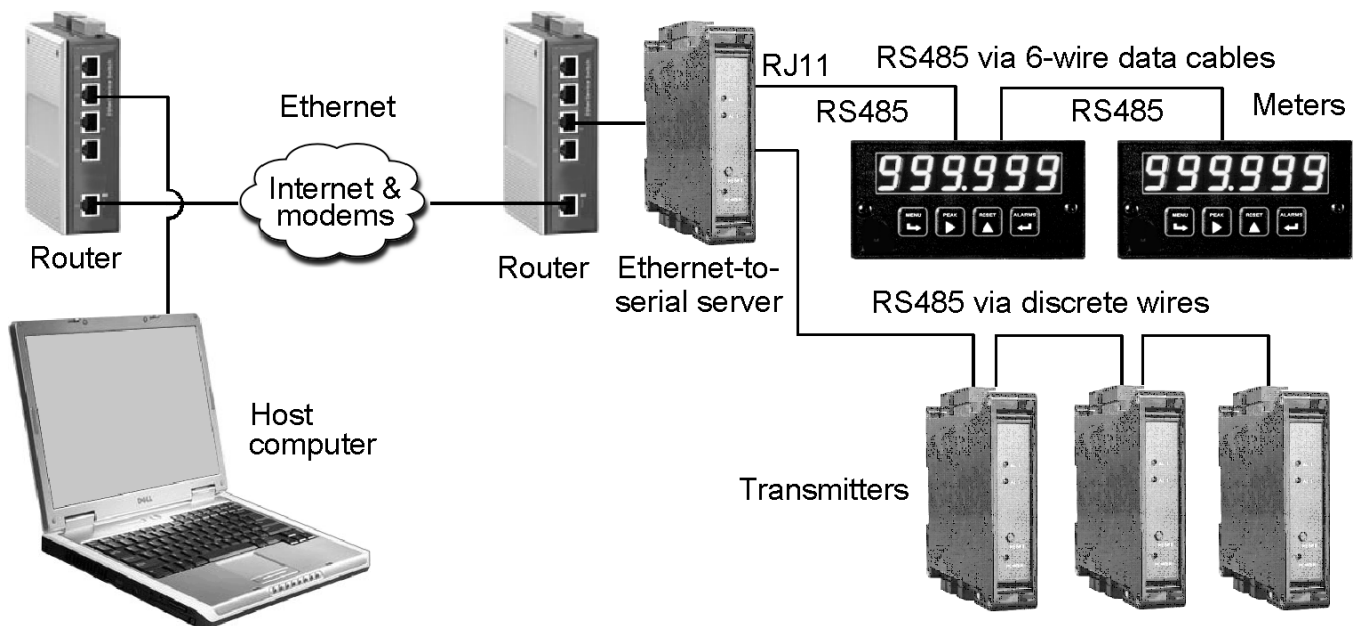 Ethernet
Internet &
modems
Router
Router
Ethernet-to-
serial server
RJ11
RS485 via 6-wire data cables
RS485
RS485
Meters
999.999
999.999
MENU
PEAK
RESET
ALARMS
MENU
PEAK
RESET
ALARMS
RS485 via discrete wires
Host
computer
DELL
Transmitters